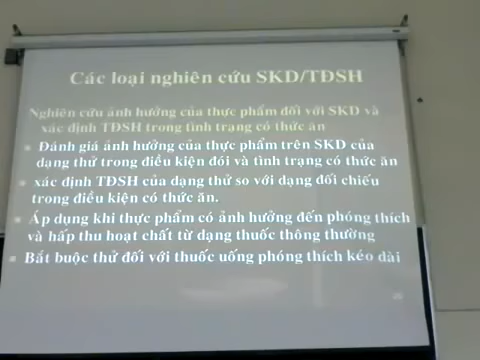 Các loại nghiên cứu SKD/TĐSH
Nghiên cứu ảnh hưởng của thực phẩm đối với SKD và
xác định TĐSH trong tình trạng có thức ăn
Đánh giá ảnh hưởng của thực phẩm trên SKD của
dạng thử trong điều kiện đói và tình trạng có thức ăn
xác định TĐSH của dạng thử so với dạng đối chiếu
trong điều kiện có thức ăn.
Áp dụng khi thực phẩm có ảnh hưởng đến phóng thích
và hấp thu hoạt chất từ dạng thuốc thông thường
Bắt buộc thử đối với thuốc uống phóng thích kéo dài